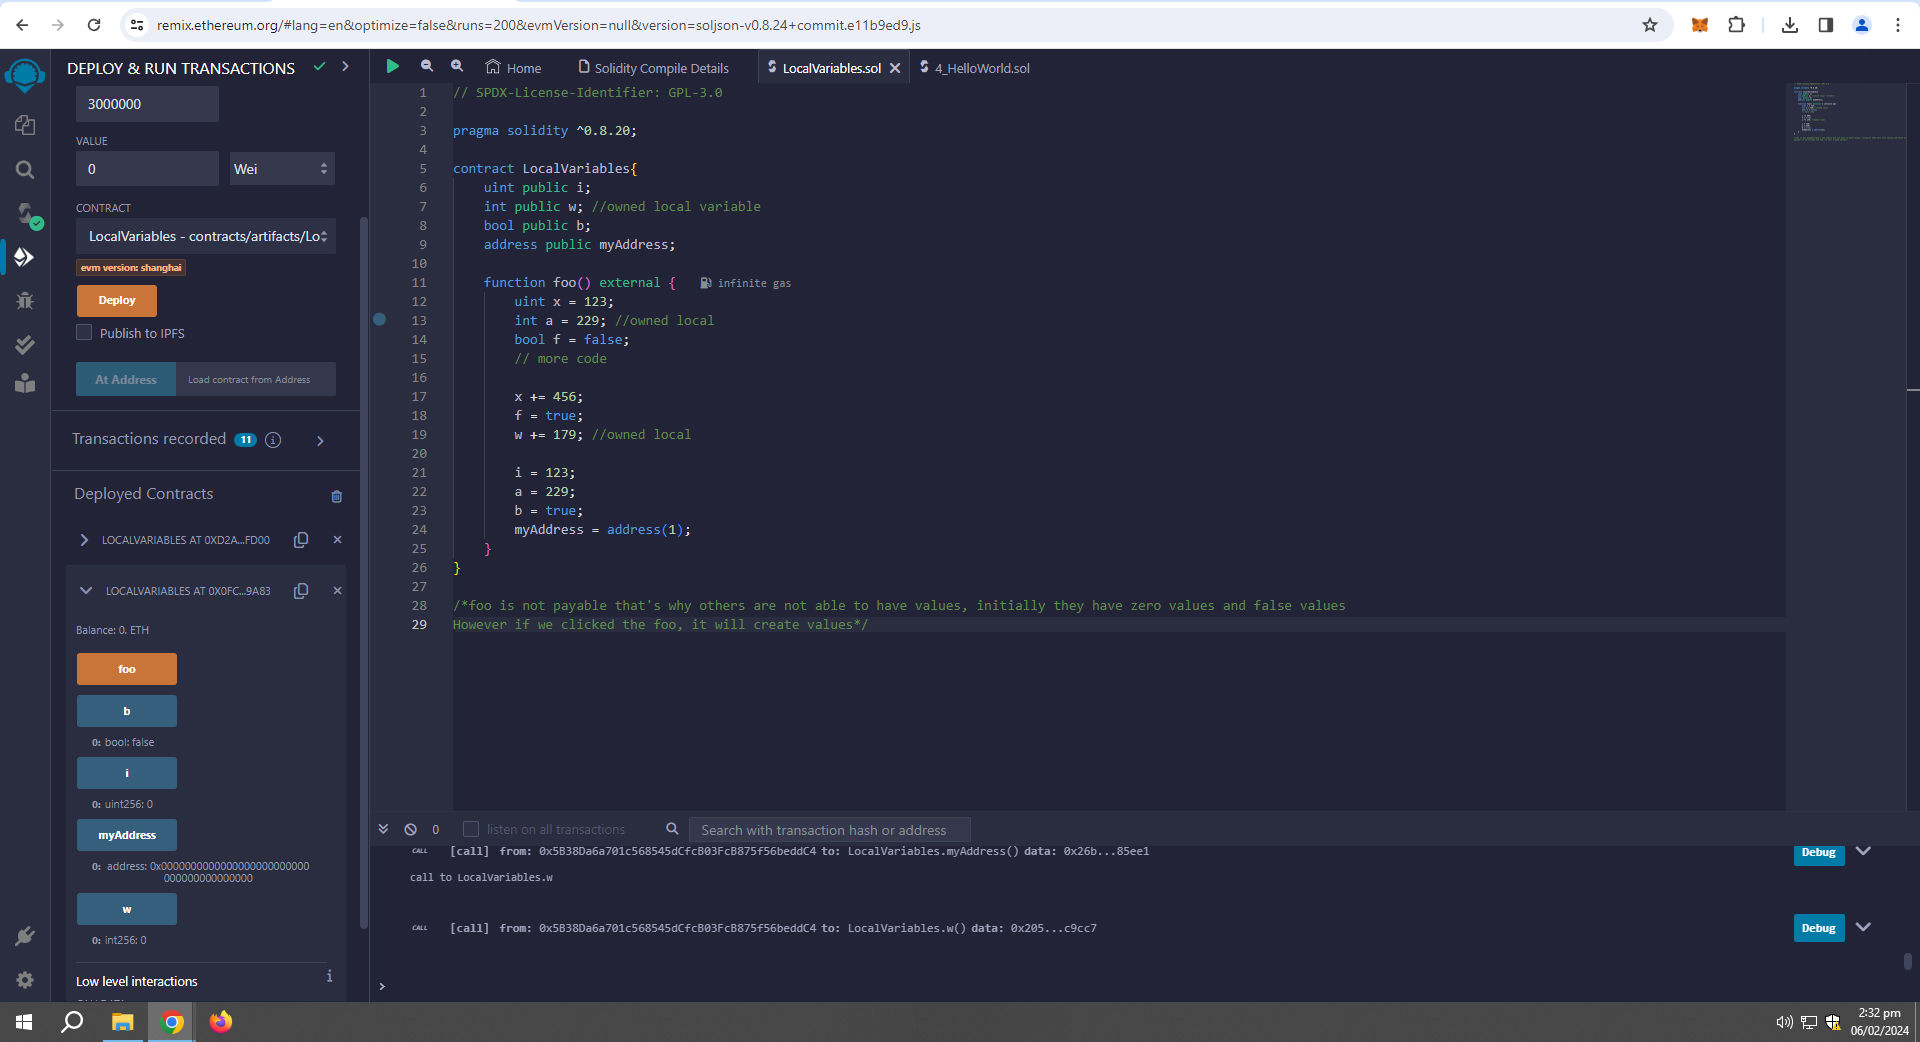 remix.ethereum.org/#lang=en&optimize=false&runs=200&evmVersion=null&version=soljson-v0.8.24+commit.e11b9ed9.js
DEPLOY & RUN TRANSACTIONS
3000000
VALUE
0
Wei
CONTRACT
LocalVariables - contracts/artifacts/Lo
evm version: shanghai
Deploy
Publish to IPFS
At Address
Load contract from Address
Transactions recorded 11 i
Deployed Contracts
LOCALVARIABLES AT 0XD2A...FD00
LOCALVARIABLES AT 0X0FC...9A83
Balance: 0. ETH
foo
b
0: bool: false
i
0: uint256: 0
myAddress
0: address: 0x0000000000000000000000000
000000000000000
w
0: int256: 0
Low level interactions
i
Home
Solidity Compile Details
LocalVariables.sol
4_HelloWorld.sol
1 // SPDX-License-Identifier: GPL-3.0
2
3 pragma solidity ^0.8.20;
4
5 contract LocalVariables{
6 uint public i;
7 int public w; //owned local variable
8 bool public b;
9 address public myAddress;
10
11 function foo() external { infinite gas
12 uint x = 123;
13 int a = 229; //owned local
14 bool f = false;
15 // more code
16
17 x += 456;
18 f = true;
19 w += 179; //owned local
20
21 i = 123;
22 a = 229;
23 b = true;
24 myAddress = address(1);
25 }
26 }
27
28 /*foo is not payable that's why others are not able to have values, initially they have zero values and false values
29 However if we clicked the foo, it will create values*/
0
listen on all transactions
Search with transaction hash or address
CALL [call] from: 0x5B38Da6a701c568545dCfcB03FcB875f56beddC4 to: LocalVariables.myAddress() data: 0x26b...85ee1
Debug
call to LocalVariables.w
CALL [call] from: 0x5B38Da6a701c568545dCfcB03FcB875f56beddC4 to: LocalVariables.w() data: 0x205...c9cc7
Debug
>
2:32 pm
06/02/2024